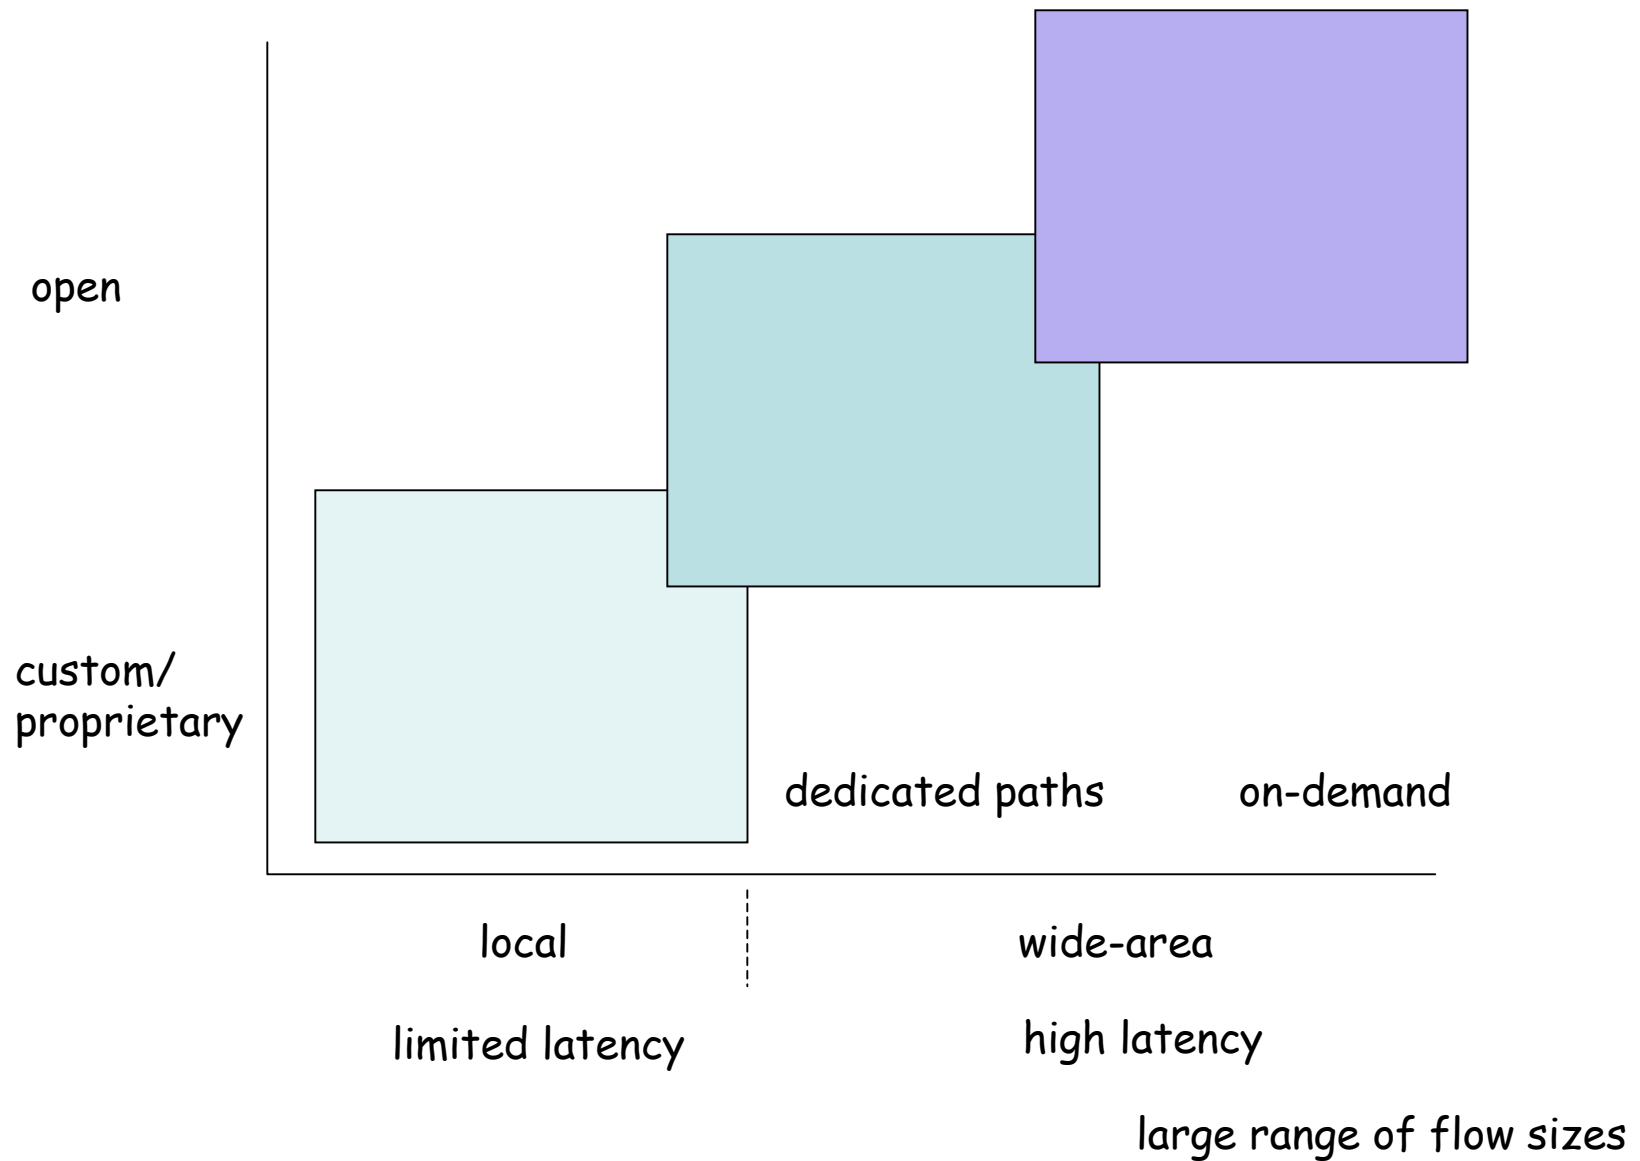 open
custom/
proprietary
dedicated paths
on-demand
local
wide-area
limited latency
high latency
large range of flow sizes